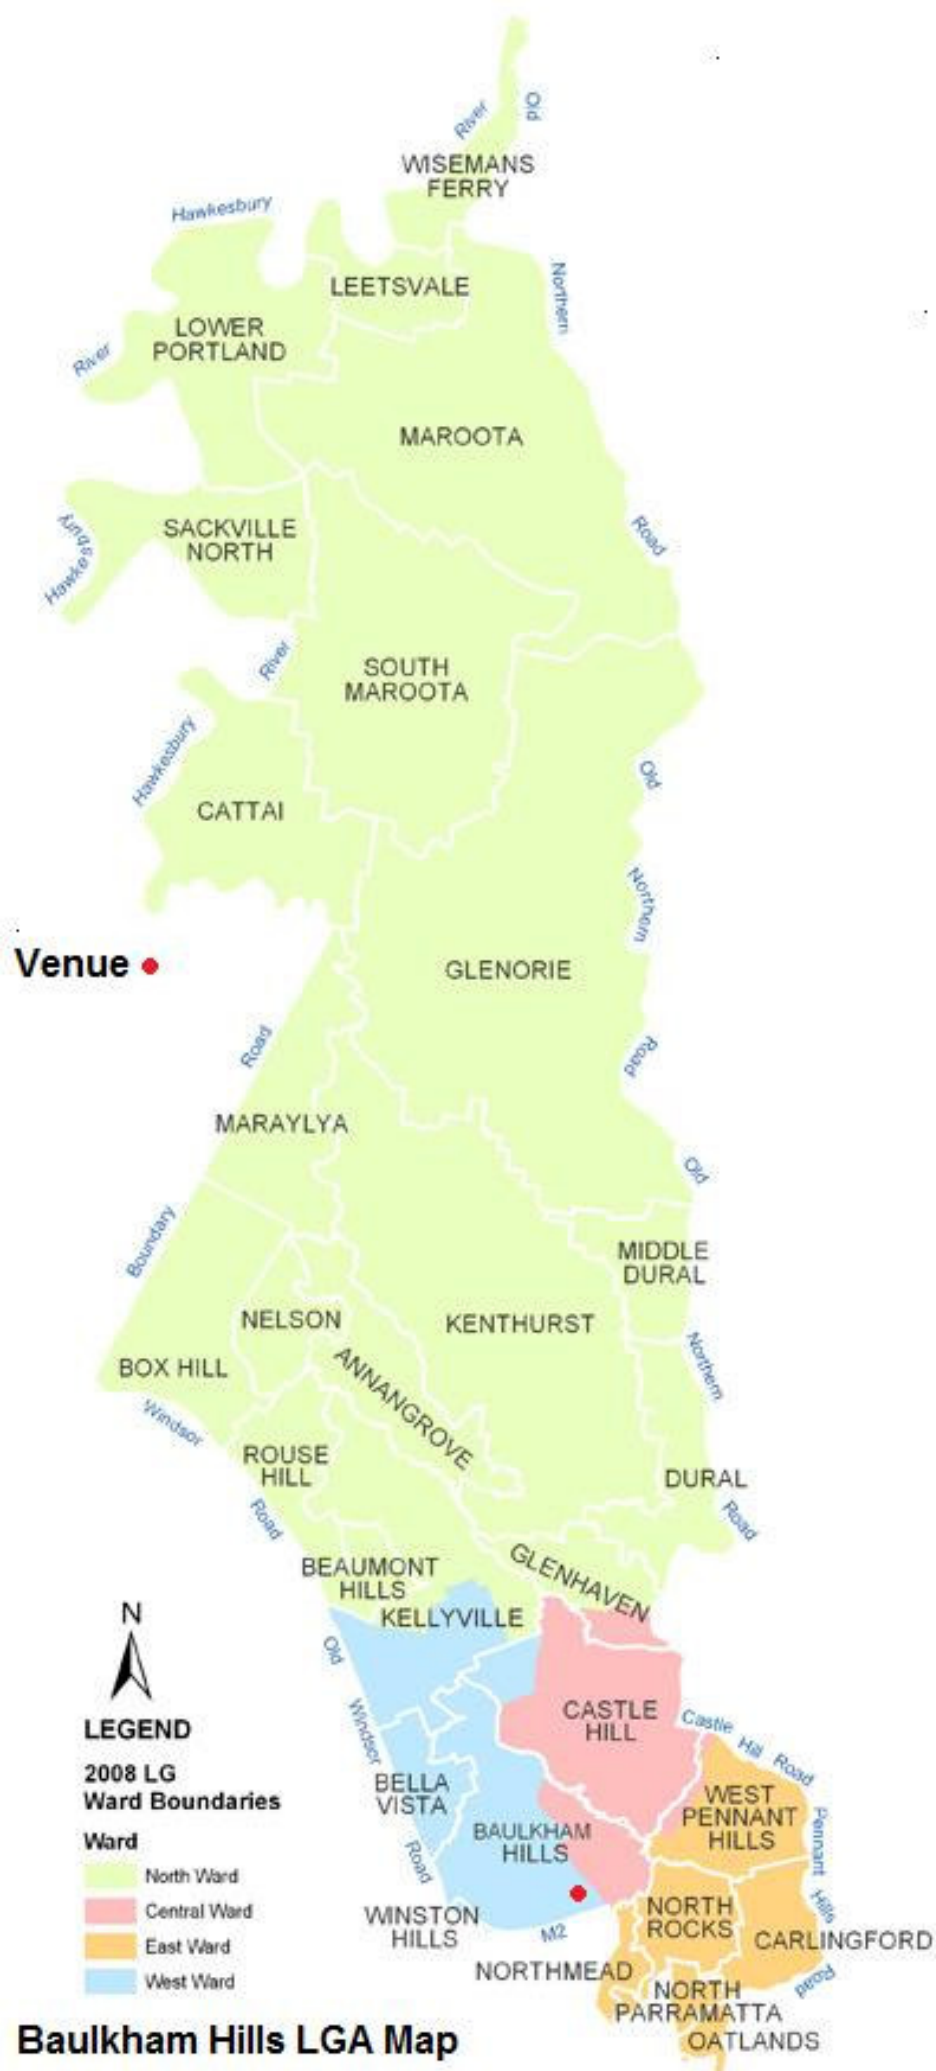 Old
River
WISEMANS
FERRY
Hawkesbury
Northern
LEETSVALE
LOWER
PORTLAND
River
MAROOTA
Road
SACKVILLE
NORTH
Hawkesbury
River
SOUTH
MAROOTA
Hawkesbury
Old
CATTAI
Northern
Venue
GLENORIE
Road
Road
MARAYLYA
Old
Boundary
MIDDLE
DURAL
NELSON
KENTHURST
Northern
BOX HILL
ANNANGROVE
Windsor
ROUSE
HILL
DURAL
Road
Road
GLENHAVEN
BEAUMONT
HILLS
KELLYVILLE
N
Old
Windsor
Road
CASTLE
HILL
Castle Hill Road
LEGEND
2008 LG
Ward Boundaries
BELLA
VISTA
WEST
PENNANT
HILLS
Pennant
Hills
Road
BAULKHAM
HILLS
Ward
North Ward
Central Ward
East Ward
West Ward
WINSTON
HILLS
M2
NORTH
ROCKS
CARLINGFORD
NORTHMEAD
NORTH
PARRAMATTA
OATLANDS
Baulkham Hills LGA Map